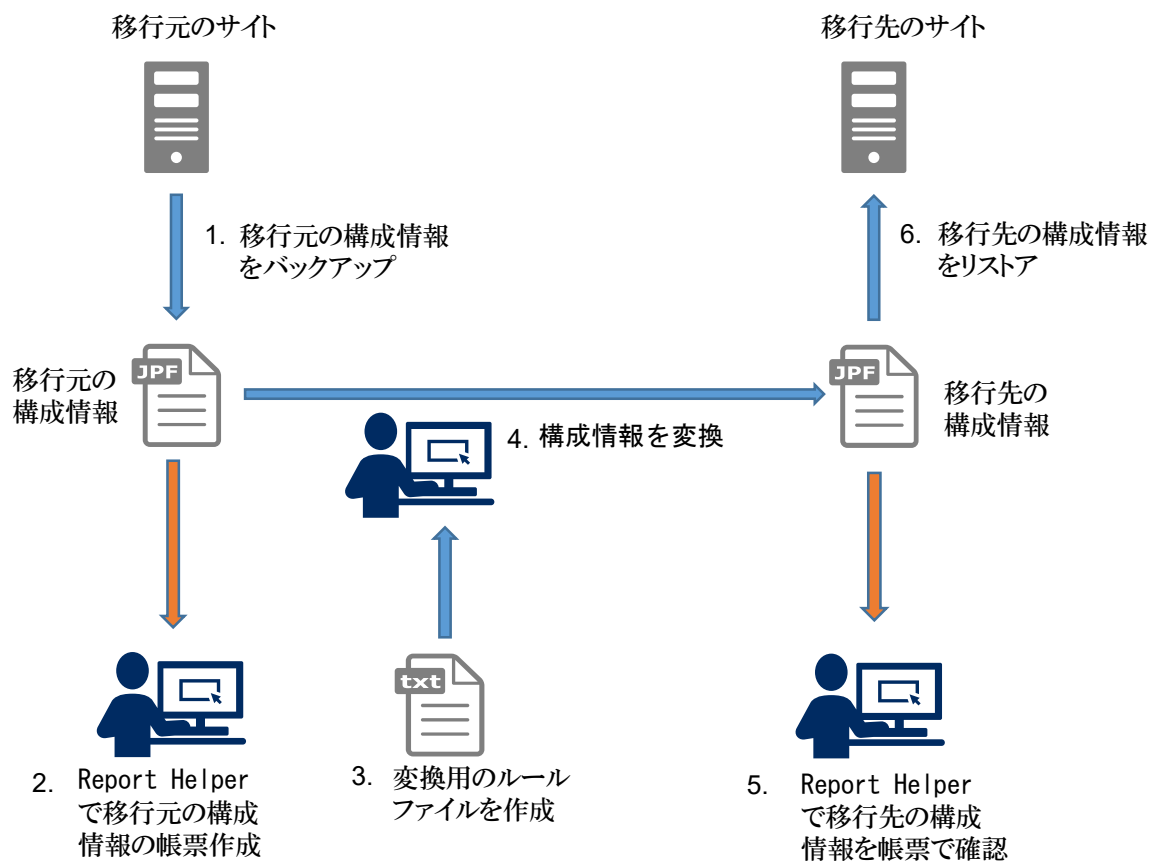 移行元のサイト
移行先のサイト
1. 移行元の構成情報
をバックアップ
6. 移行先の構成情報
をリストア
JPF
移行元の
構成情報
JPF
移行先の
構成情報
4. 構成情報を変換
txt
2. Report Helper
で移行元の構成
情報の帳票作成
3. 変換用のルール
ファイルを作成
5. Report Helper
で移行先の構成
情報を帳票で確認